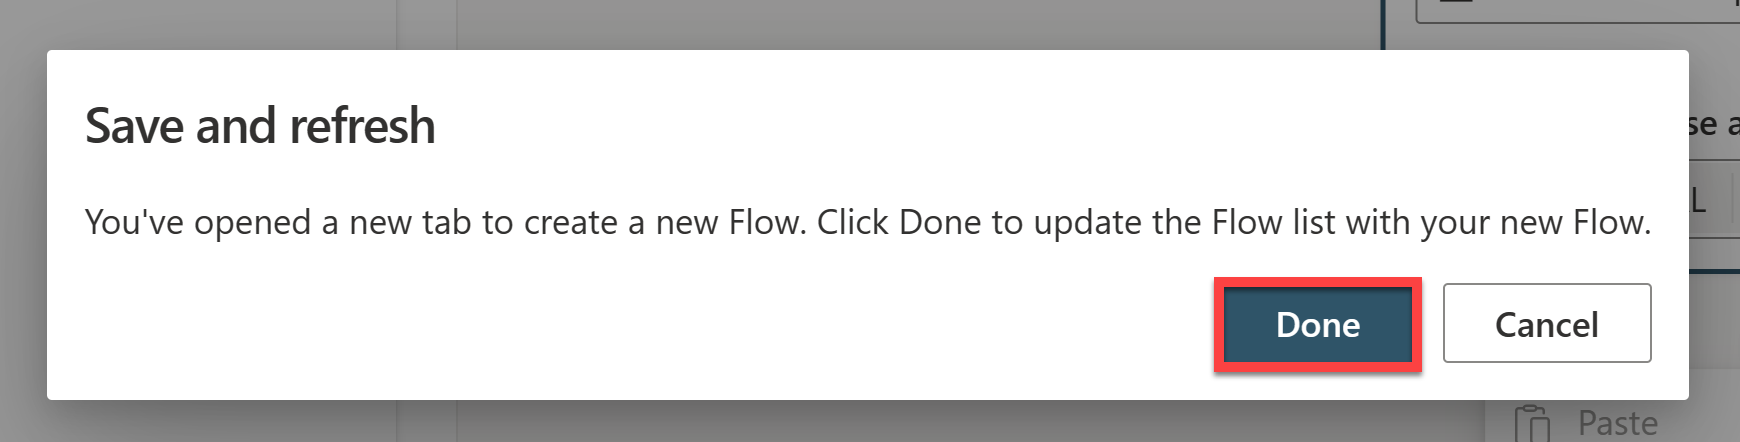 se a
L
Save and refresh
You've opened a new tab to create a new Flow. Click Done to update the Flow list with your new Flow.
Done
Cancel
Paste